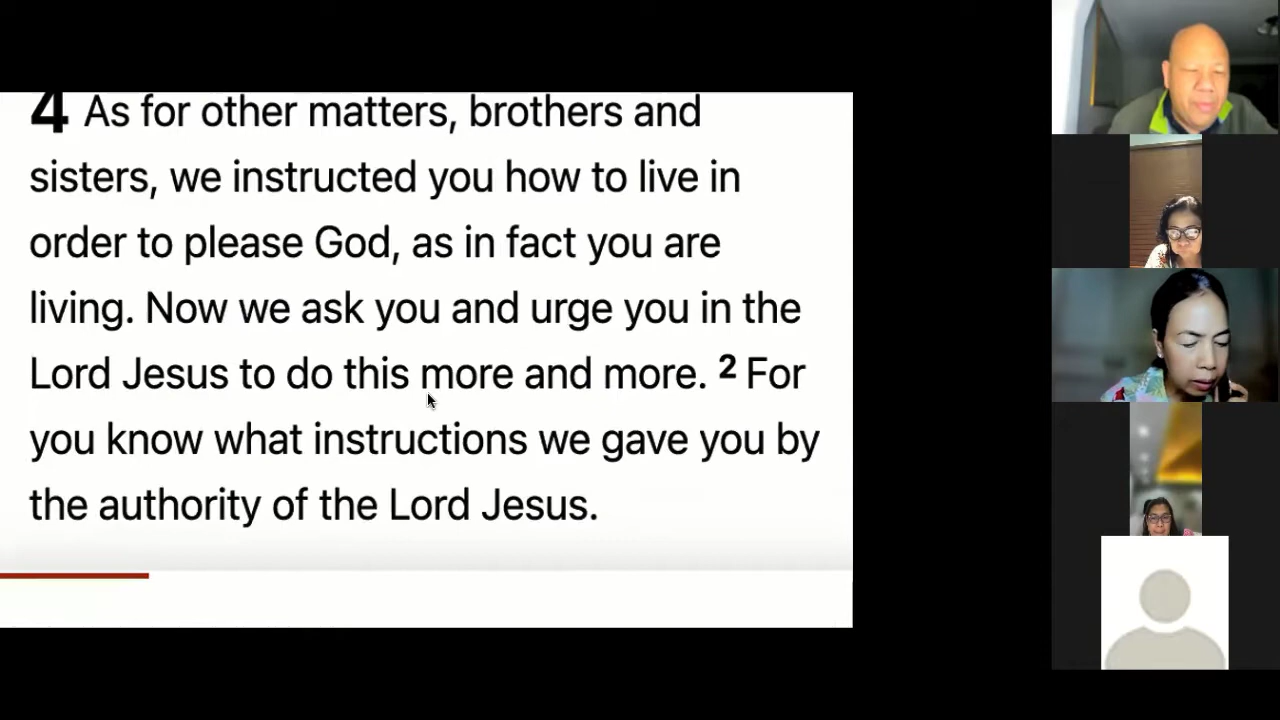 4 As for other matters, brothers and
sisters, we instructed you how to live in
order to please God, as in fact you are
living. Now we ask you and urge you in the
Lord Jesus to do this more and more. 2 For
you know what instructions we gave you by
the authority of the Lord Jesus.